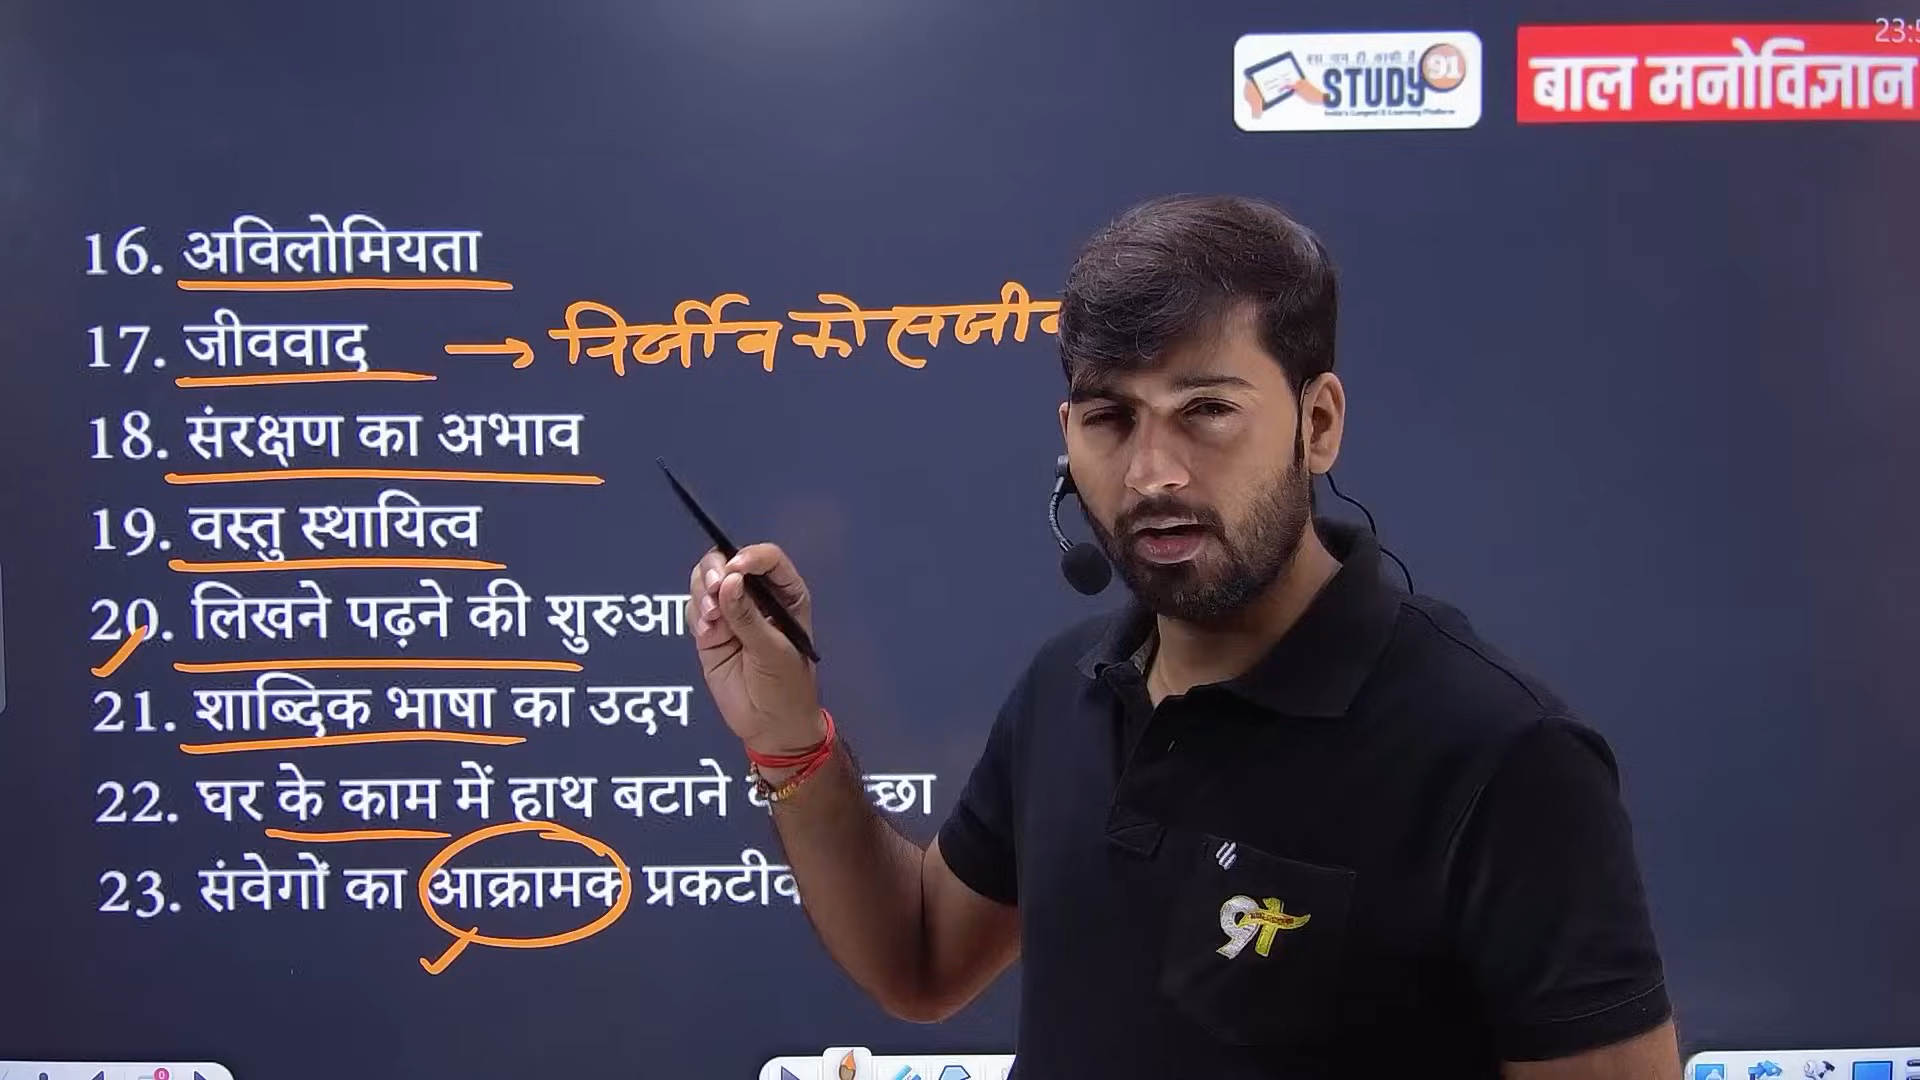 23:5
STUDY 91
बाल मनोविज्ञान
16. अविलोमियता
17. जीववाद → निर्जीव को सजीव
18. संरक्षण का अभाव
19. वस्तु स्थायित्व
20. लिखने पढ़ने की शुरुआ
21. शाब्दिक भाषा का उदय
22. घर के काम में हाथ बटाने
23. संवेगों का आक्रामक प्रकटी
91